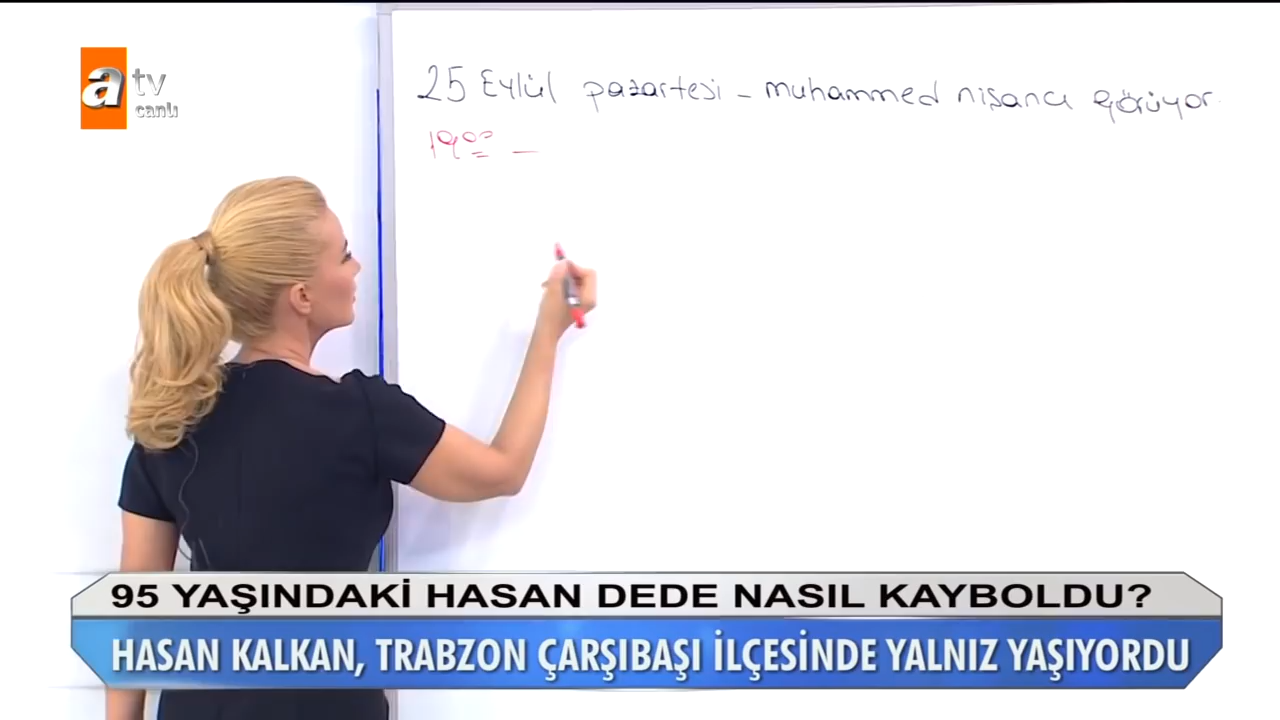 atv
canlı
25 Eylül pazartesi - muhammed nişancı görüyor.
19⁰⁰ -
95 YAŞINDAKİ HASAN DEDE NASIL KAYBOLDU?
HASAN KALKAN, TRABZON ÇARŞIBAŞI İLÇESİNDE YALNIZ YAŞIYORDU